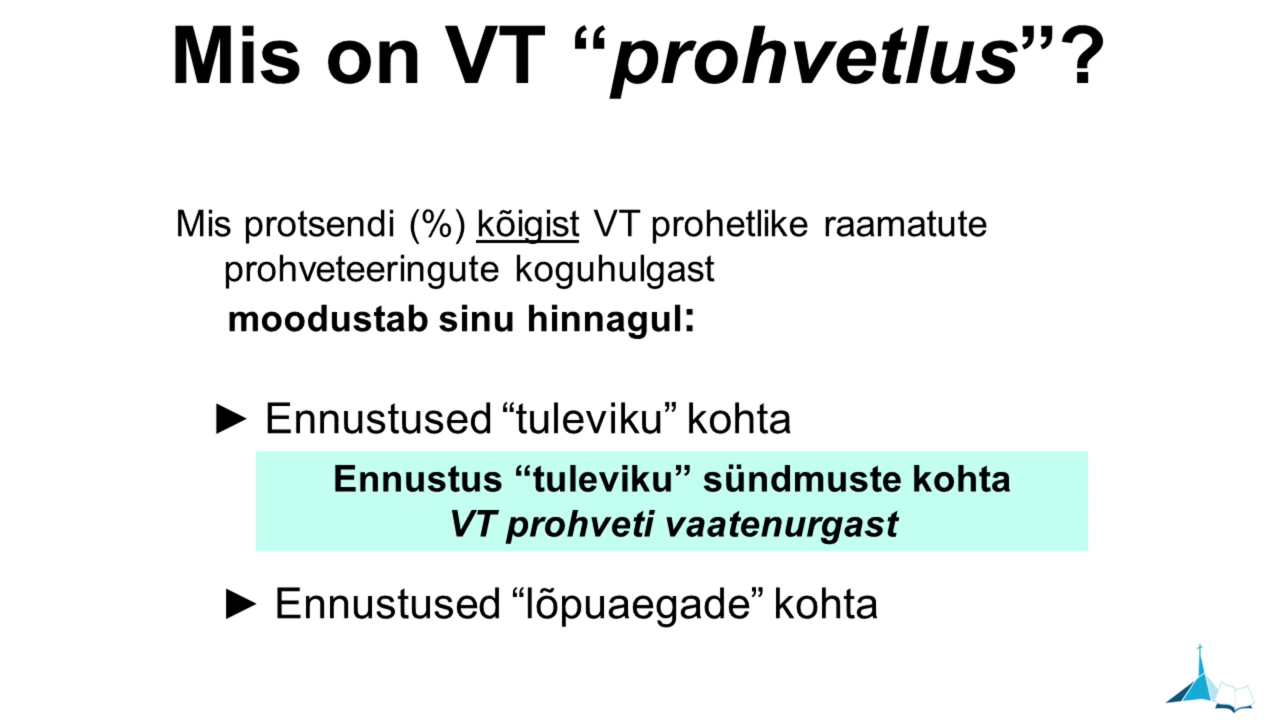 Mis on VT “prohvetlus”?
Mis protsendi (%) kõigist VT prohetlike raamatute
prohveteeringute koguhulgast
moodustab sinu hinnagul:
► Ennustused “tuleviku” kohta
Ennustus “tuleviku” sündmuste kohta
VT prohveti vaatenurgast
► Ennustused “lõpuaegade” kohta